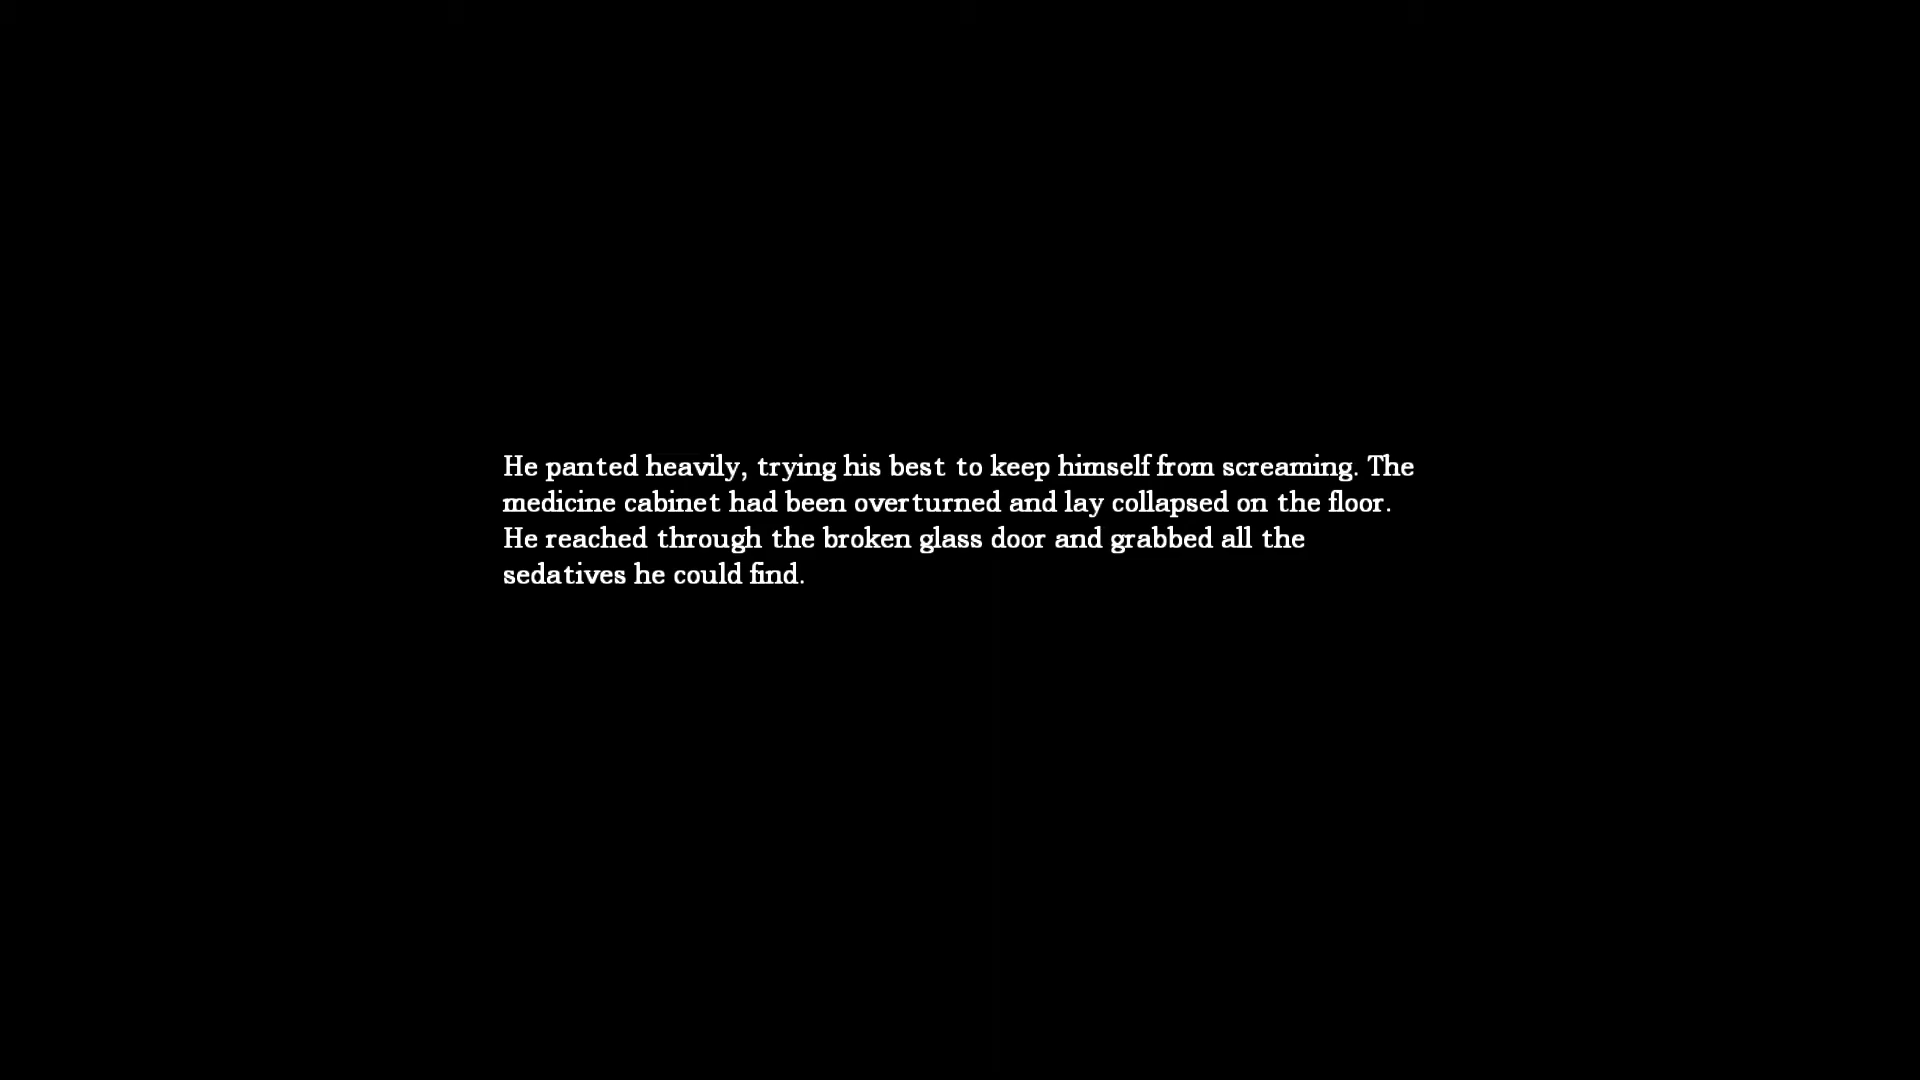 He panted heavily, trying his best to keep himself from screaming. The
medicine cabinet had been overturned and lay collapsed on the floor.
He reached through the broken glass door and grabbed all the
sedatives he could find.